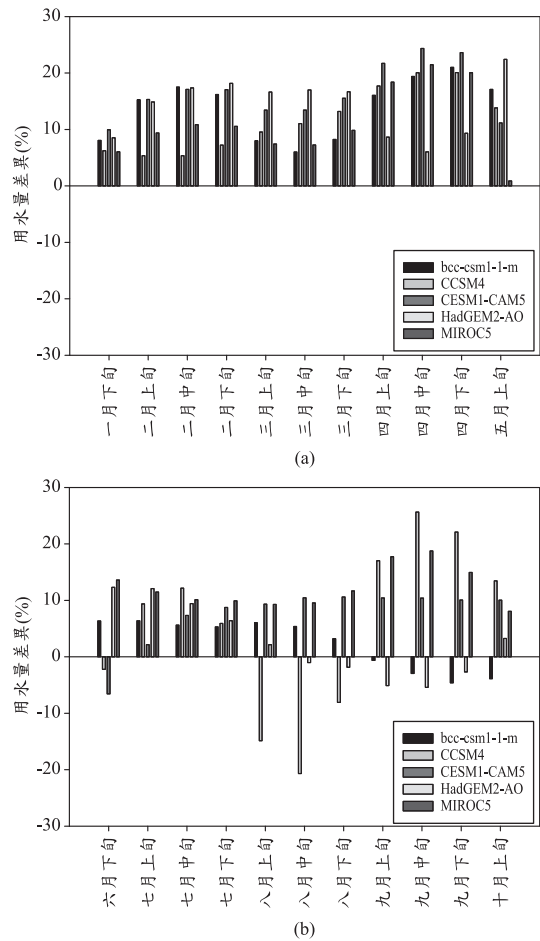 30
20
10
0
-10
-20
-30
用水量差異(%)
bcc-csm1-1-m
CCSM4
CESM1-CAM5
HadGEM2-AO
MIROC5
一月下旬
二月上旬
二月中旬
二月下旬
三月上旬
三月中旬
三月下旬
四月上旬
四月中旬
四月下旬
五月上旬
(a)
30
20
10
0
-10
-20
-30
用水量差異(%)
bcc-csm1-1-m
CCSM4
CESM1-CAM5
HadGEM2-AO
MIROC5
六月下旬
七月上旬
七月中旬
七月下旬
八月上旬
八月中旬
八月下旬
九月上旬
九月中旬
九月下旬
十月上旬
(b)